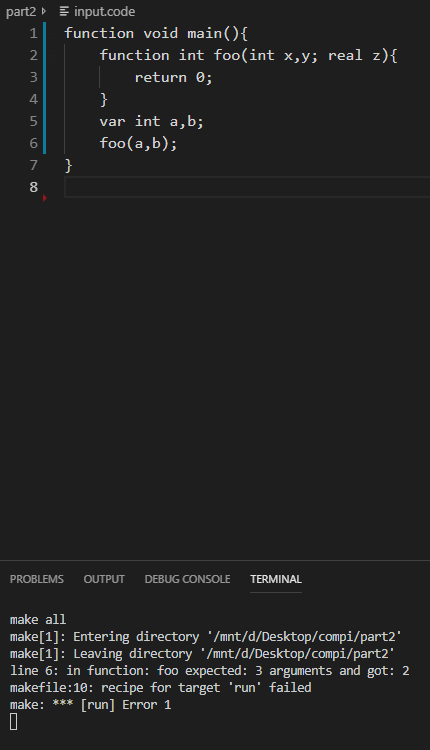 part2 input.code
1 function void main(){
2 function int foo(int x,y; real z){
3 return 0;
4 }
5 var int a,b;
6 foo(a,b);
7 }
8
PROBLEMS OUTPUT DEBUG CONSOLE TERMINAL
make all
make[1]: Entering directory '/mnt/d/Desktop/compi/part2'
make[1]: Leaving directory '/mnt/d/Desktop/compi/part2'
line 6: in function: foo expected: 3 arguments and got: 2
makefile:10: recipe for target 'run' failed
make: *** [run] Error 1